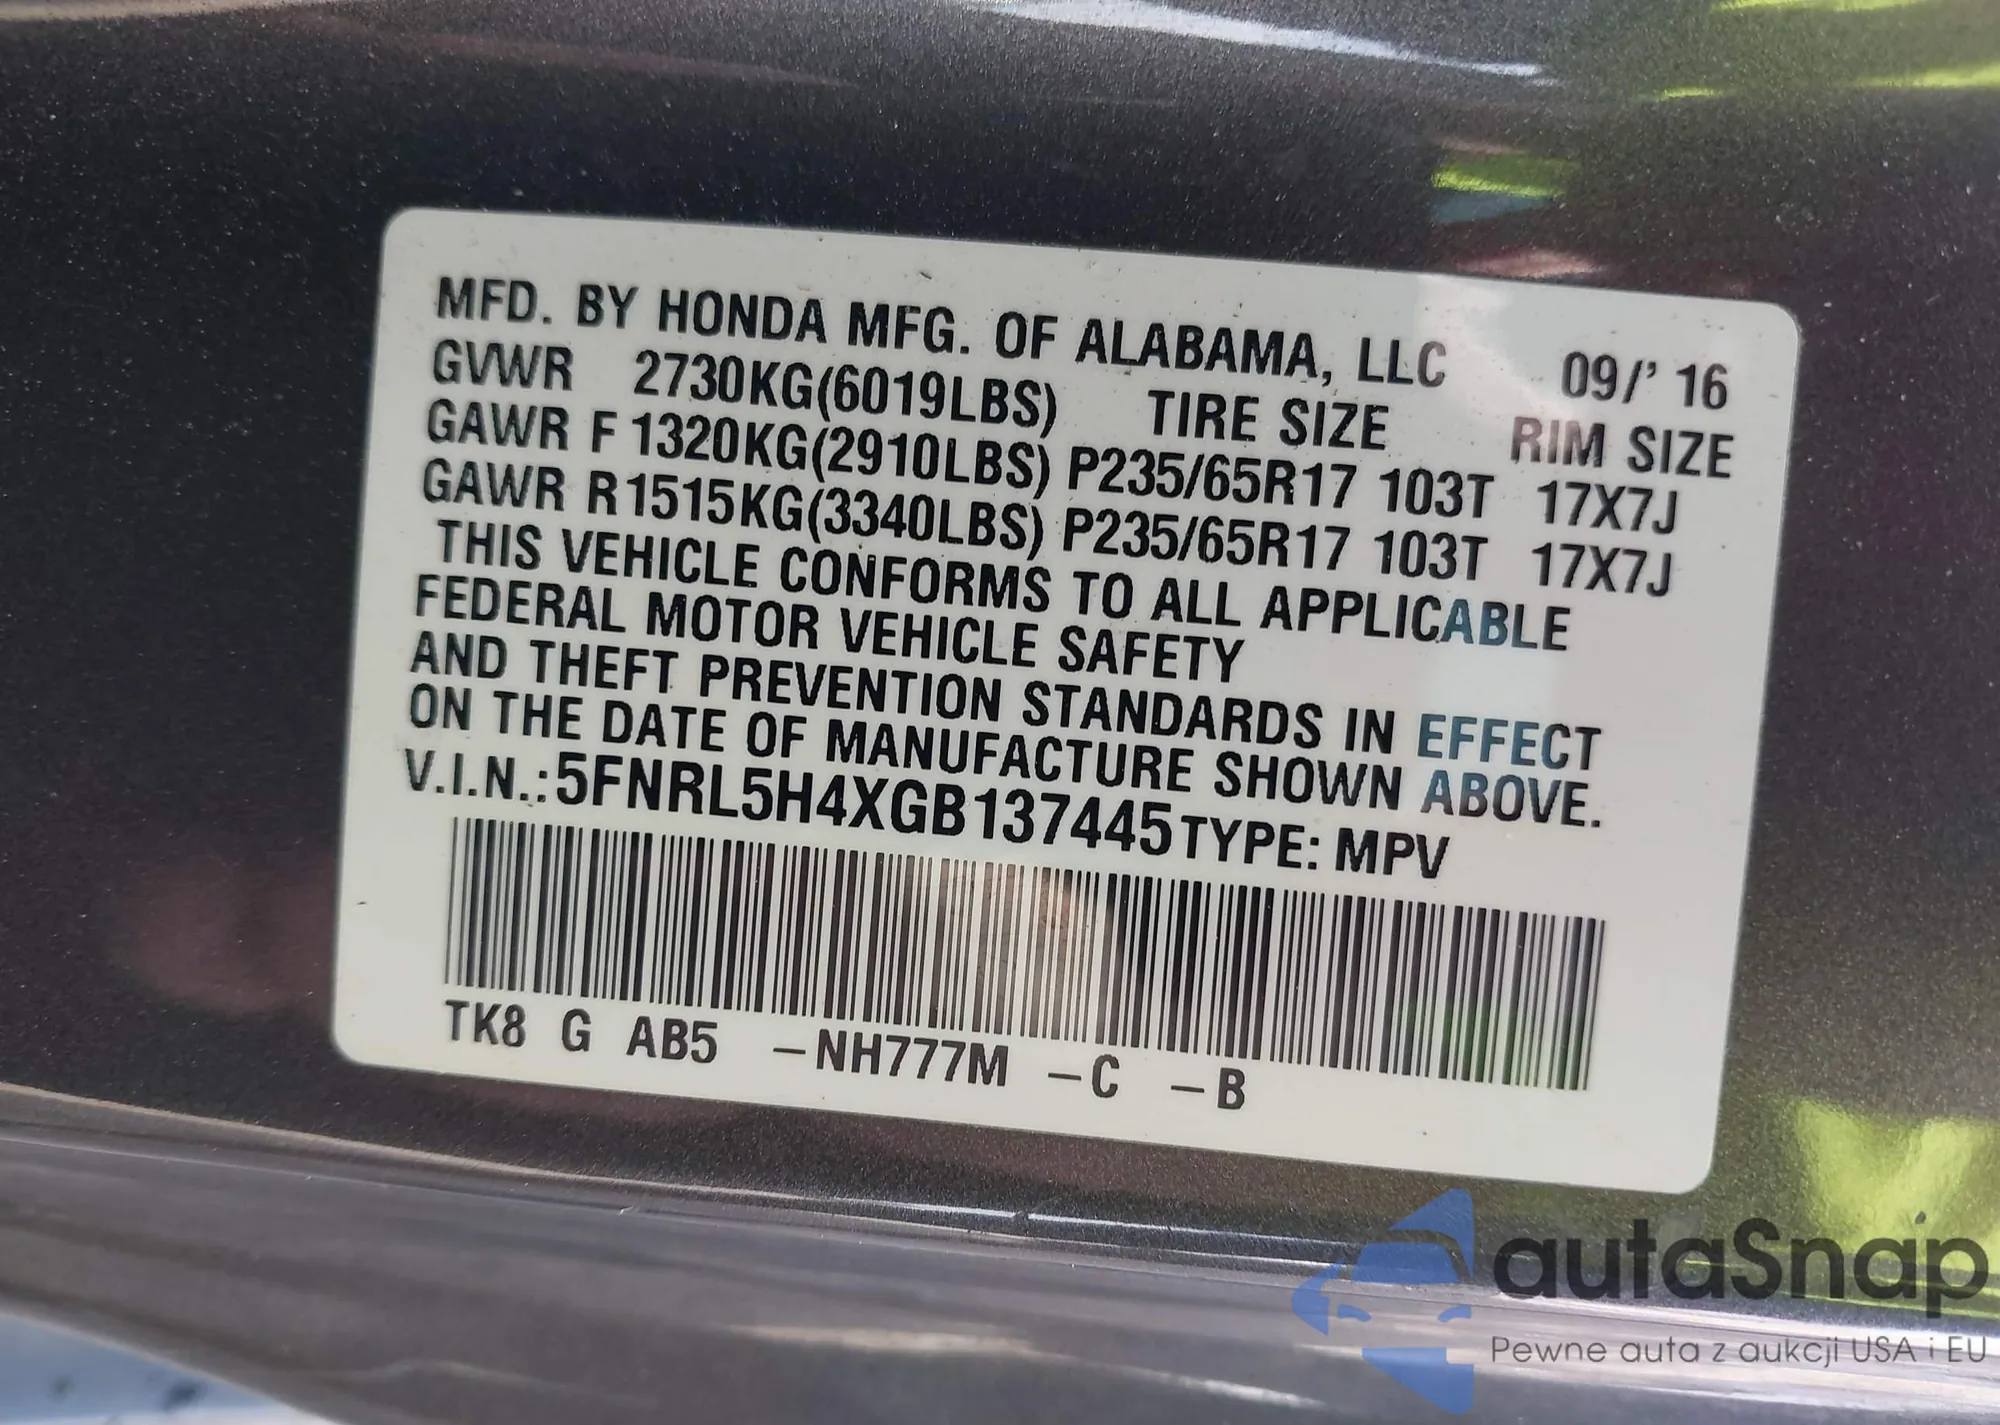 MFD. BY HONDA MFG. OF ALABAMA, LLC 09/' 16
GVWR 2730KG(6019LBS) TIRE SIZE RIM SIZE
GAWR F 1320KG(2910LBS) P235/65R17 103T 17X7J
GAWR R1515KG(3340LBS) P235/65R17 103T 17X7J
THIS VEHICLE CONFORMS TO ALL APPLICABLE
FEDERAL MOTOR VEHICLE SAFETY
AND THEFT PREVENTION STANDARDS IN EFFECT
ON THE DATE OF MANUFACTURE SHOWN ABOVE.
V.I.N.:5FNRL5H4XGB137445TYPE: MPV
TK8 G AB5 –NH777M –C –B
autaSnap
Pewne auta z aukcji USA i EU